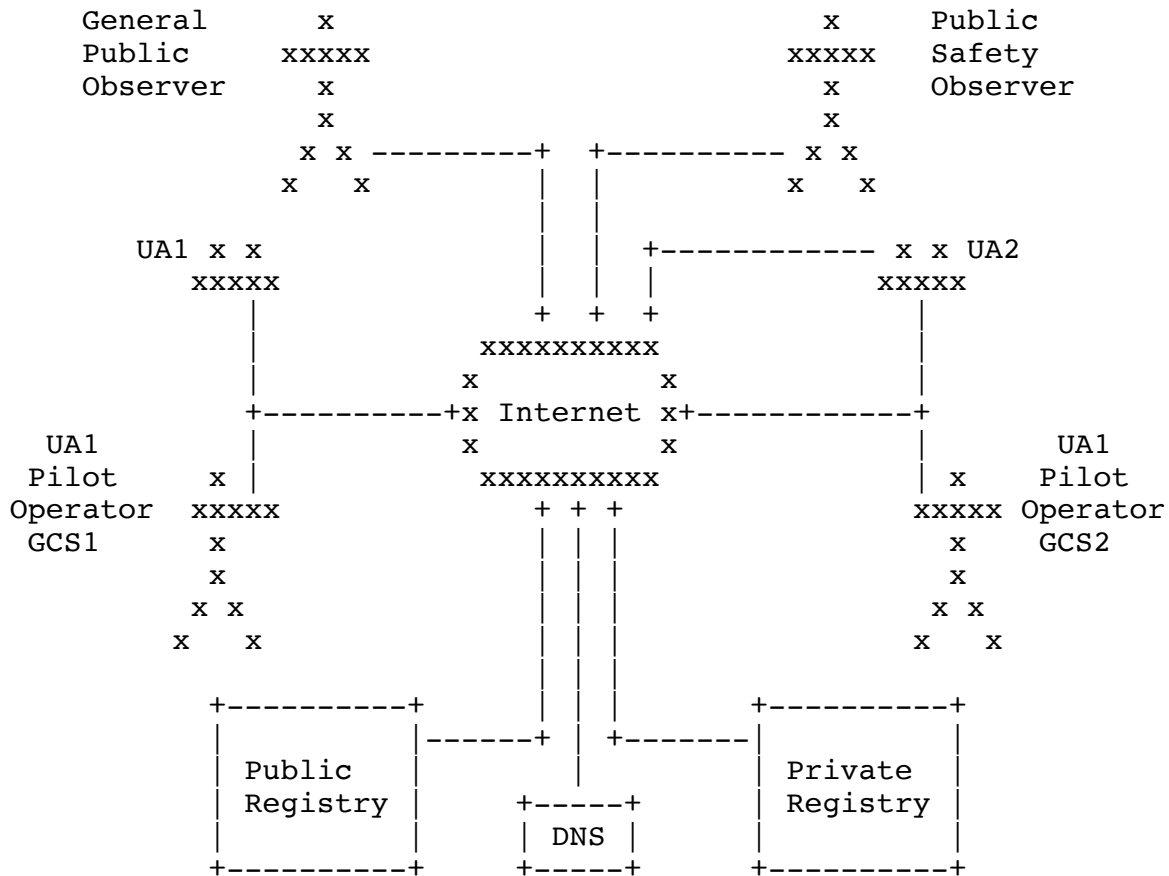 General
Public
Observer
Public
Safety
Observer
UA1
UA2
Internet
UA1
Pilot
Operator
GCS1
UA1
Pilot
Operator
GCS2
Public
Registry
DNS
Private
Registry